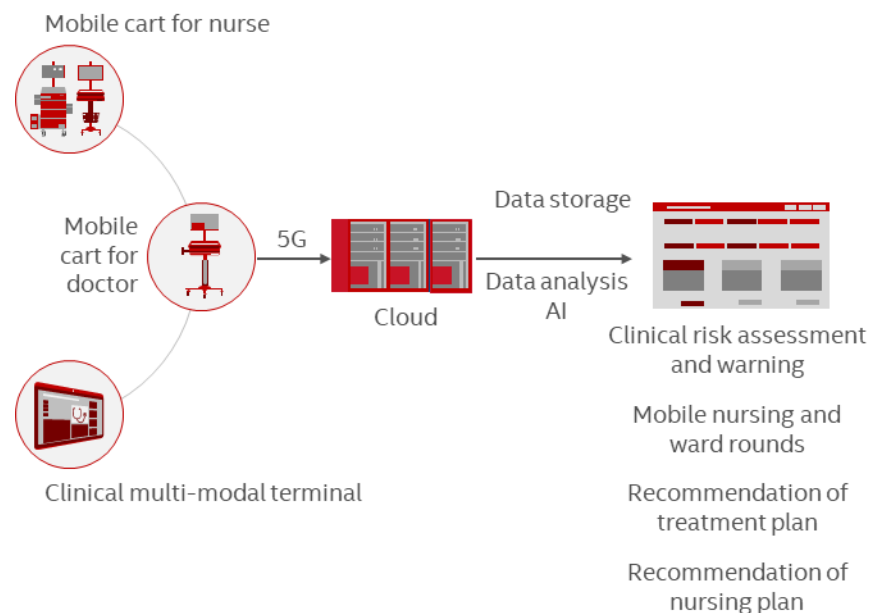 Mobile cart for nurse
Mobile
cart for
doctor
Clinical multi-modal terminal
5G
Cloud
Data storage
Data analysis
AI
Clinical risk assessment
and warning
Mobile nursing and
ward rounds
Recommendation of
treatment plan
Recommendation of
nursing plan